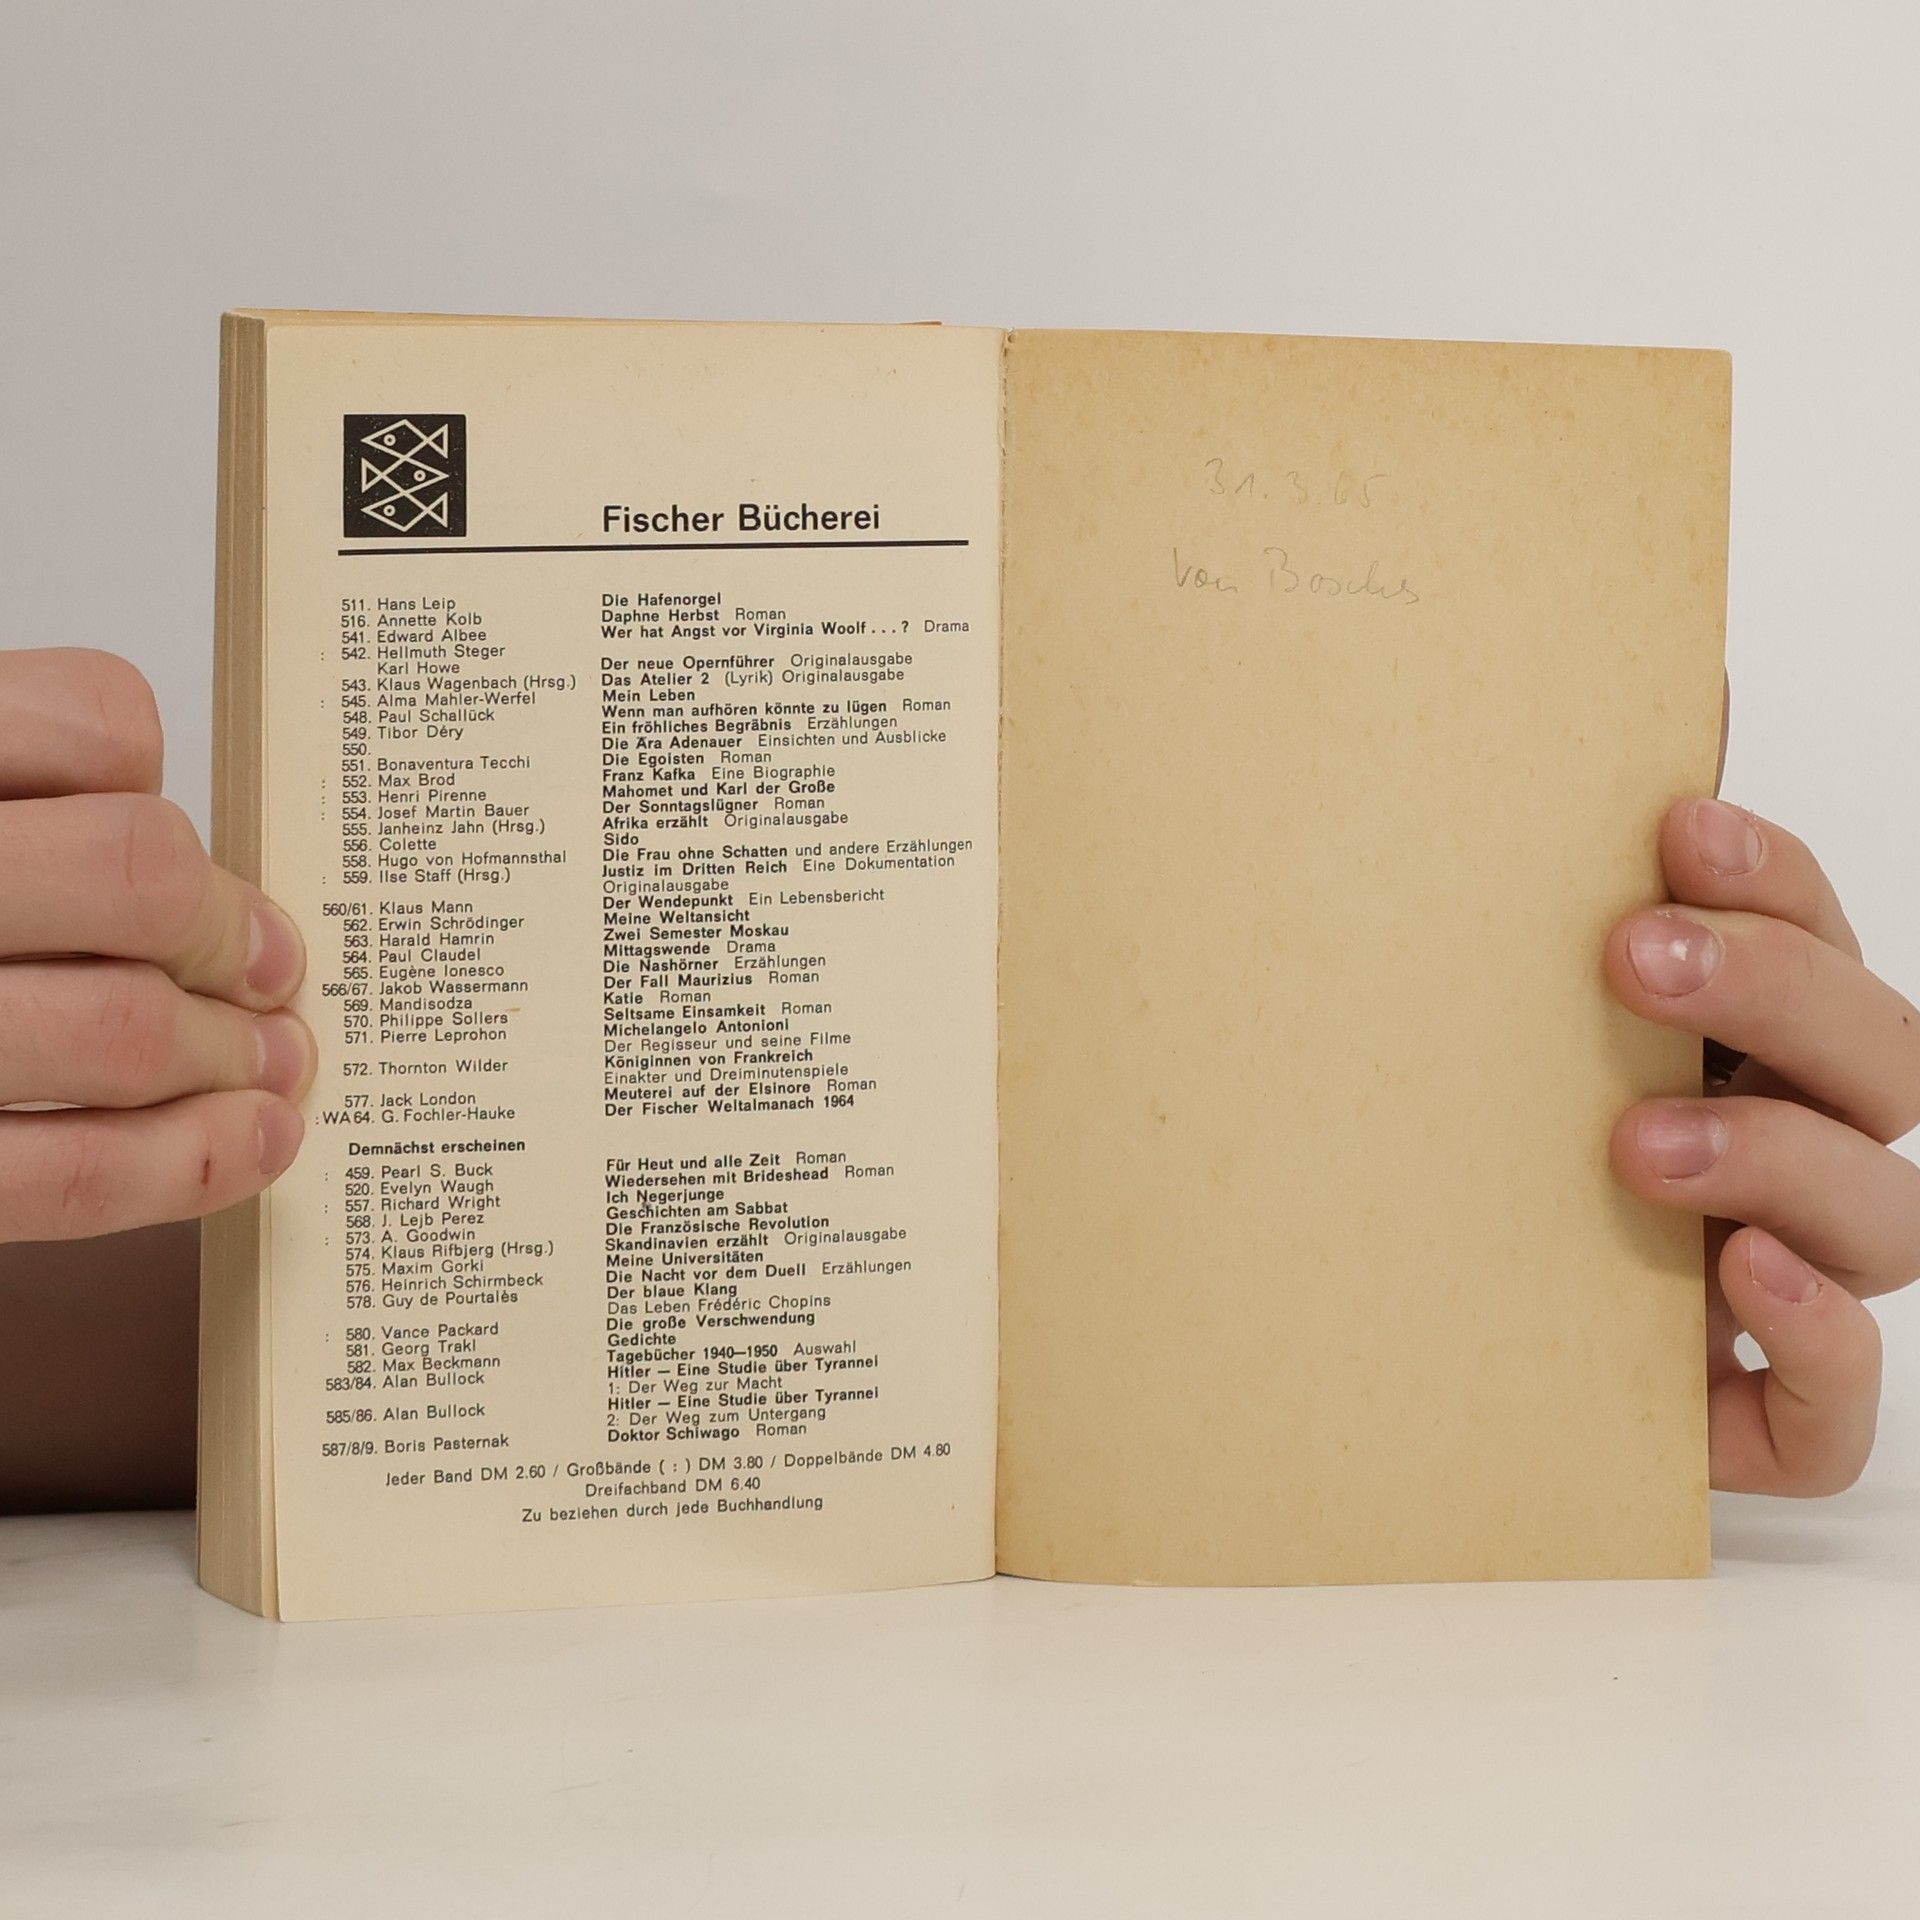 Fischer Bücherei
511. Hans Leip Die Hafenorgel
516. Annette Kolb Daphne Herbst Roman
541. Edward Albee Wer hat Angst vor Virginia Woolf . . . ? Drama
: 542. Hellmuth Steger
Karl Howe Der neue Opernführer Originalausgabe
543. Klaus Wagenbach (Hrsg.) Das Atelier 2 (Lyrik) Originalausgabe
: 545. Alma Mahler-Werfel Mein Leben
548. Paul Schallück Wenn man aufhören könnte zu lügen Roman
549. Tibor Déry Ein fröhliches Begräbnis Erzählungen
550. Die Ära Adenauer Einsichten und Ausblicke
551. Bonaventura Tecchi Die Egoisten Roman
: 552. Max Brod Franz Kafka Eine Biographie
: 553. Henri Pirenne Mahomet und Karl der Große
: 554. Josef Martin Bauer Der Sonntagslügner Roman
555. Janheinz Jahn (Hrsg.) Afrika erzählt Originalausgabe
556. Colette Sido
558. Hugo von Hofmannsthal Die Frau ohne Schatten und andere Erzählungen
: 559. Ilse Staff (Hrsg.) Justiz im Dritten Reich Eine Dokumentation
Originalausgabe
560/61. Klaus Mann Der Wendepunkt Ein Lebensbericht
562. Erwin Schrödinger Meine Weltansicht
563. Harald Hamrin Zwei Semester Moskau
564. Paul Claudel Mittagswende Drama
565. Eugène Ionesco Die Nashörner Erzählungen
566/67. Jakob Wassermann Der Fall Maurizius Roman
569. Mandisodza Katie Roman
570. Philippe Sollers Seltsame Einsamkeit Roman
571. Pierre Leprohon Michelangelo Antonioni
Der Regisseur und seine Filme
572. Thornton Wilder Königinnen von Frankreich
Einakter und Dreiminutenspiele
577. Jack London Meuterei auf der Elsinore Roman
: WA 64. G. Fochler-Hauke Der Fischer Weltalmanach 1964
Demnächst erscheinen
: 459. Pearl S. Buck Für Heut und alle Zeit Roman
520. Evelyn Waugh Wiedersehen mit Brideshead Roman
: 557. Richard Wright Ich Negerjunge
568. J. Lejb Perez Geschichten am Sabbat
: 573. A. Goodwin Die Französische Revolution
574. Klaus Rifbjerg (Hrsg.) Skandinavien erzählt Originalausgabe
575. Maxim Gorki Meine Universitäten
576. Heinrich Schirmbeck Die Nacht vor dem Duell Erzählungen
578. Guy de Pourtalès Der blaue Klang
Das Leben Frédéric Chopins
: 580. Vance Packard Die große Verschwendung
581. Georg Trakl Gedichte
582. Max Beckmann Tagebücher 1940—1950 Auswahl
583/84. Alan Bullock Hitler — Eine Studie über Tyrannei
1: Der Weg zur Macht
585/86. Alan Bullock Hitler — Eine Studie über Tyrannei
2: Der Weg zum Untergang
587/8/9. Boris Pasternak Doktor Schiwago Roman
Jeder Band DM 2.60 / Großbände ( : ) DM 3.80 / Doppelbände DM 4.80
Dreifachband DM 6.40
Zu beziehen durch jede Buchhandlung
31.3.65
von